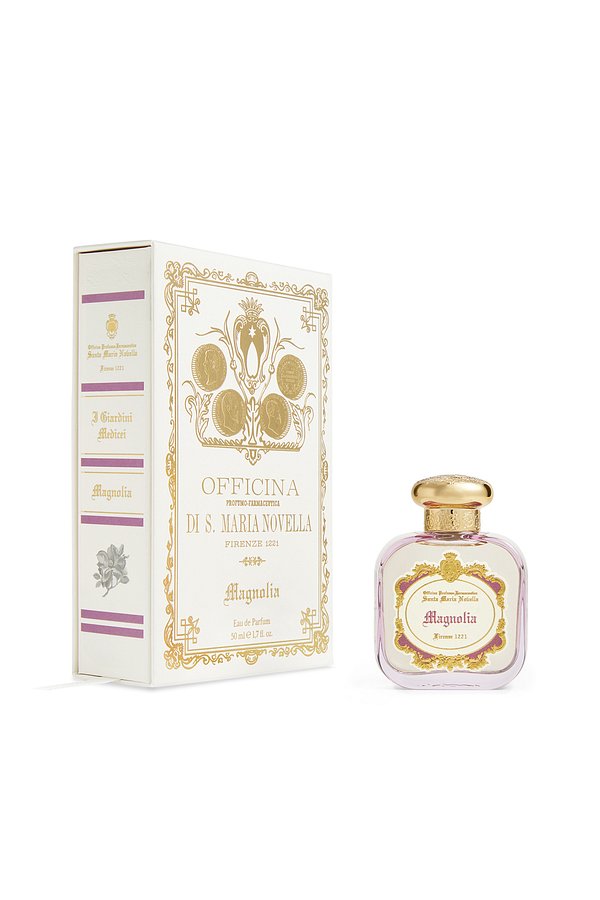 Officina Profumo-Farmaceutica
Santa Maria Novella
Firenze 1221
I Giardini
Medicei
Magnolia
OFFICINA
PROFUMO-FARMACEUTICA
DI S. MARIA NOVELLA
FIRENZE 1221
Magnolia
Eau de Parfum
50 ml e 1.7 fl. oz.
Officina Profumo-Farmaceutica
Santa Maria Novella
Magnolia
Firenze 1221